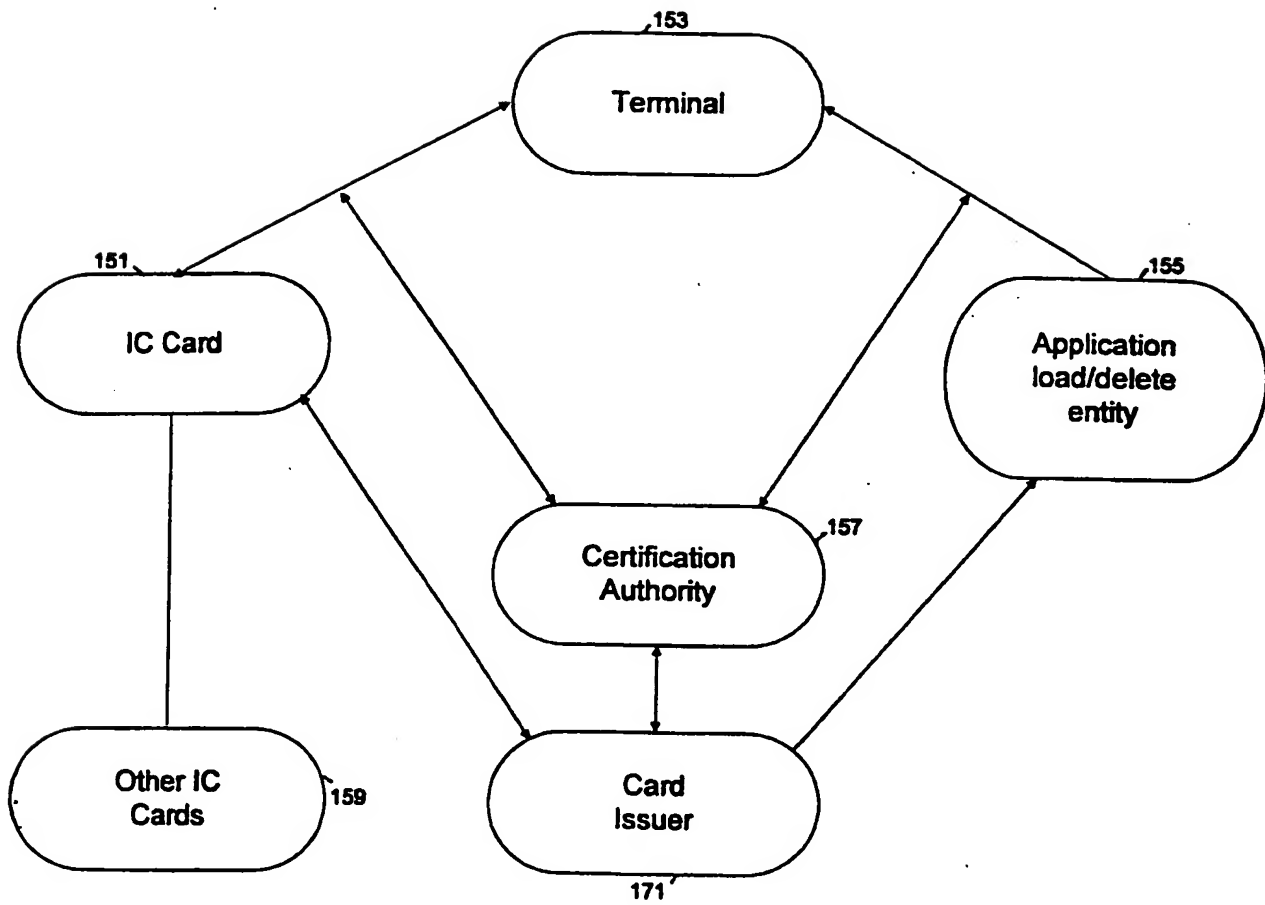 153
Terminal
151
IC Card
155
Application
load/delete
entity
157
Certification
Authority
Other IC
Cards
159
Card
Issuer
171